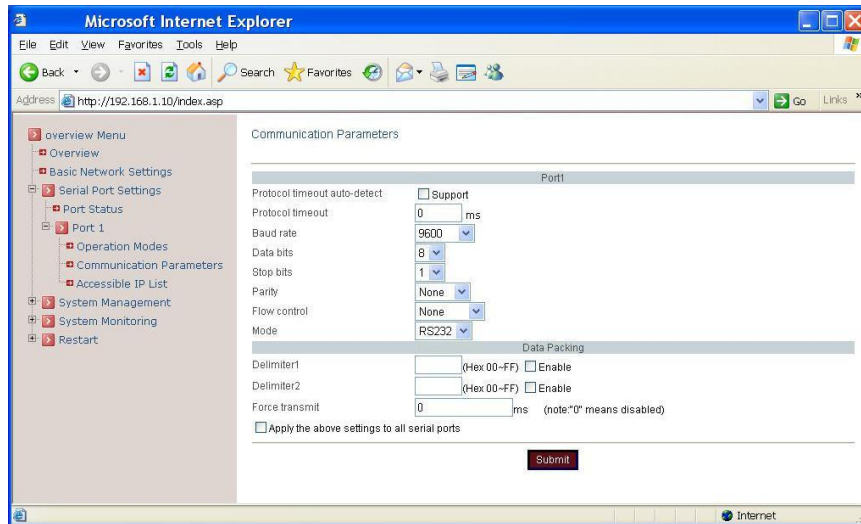 Microsoft Internet Explorer
File Edit View Favorites Tools Help
Back Search Favorites
Address http://192.168.1.10/index.asp Go Links »
overview Menu
Overview
Basic Network Settings
Serial Port Settings
Port Status
Port 1
Operation Modes
Communication Parameters
Accessible IP List
System Management
System Monitoring
Restart
Communication Parameters
Port1
Protocol timeout auto-detect Support
Protocol timeout 0 ms
Baud rate 9600
Data bits 8
Stop bits 1
Parity None
Flow control None
Mode RS232
Data Packing
Delimiter1 (Hex 00~FF) Enable
Delimiter2 (Hex 00~FF) Enable
Force transmit 0 ms (note:"0" means disabled)
Apply the above settings to all serial ports
Submit
Internet